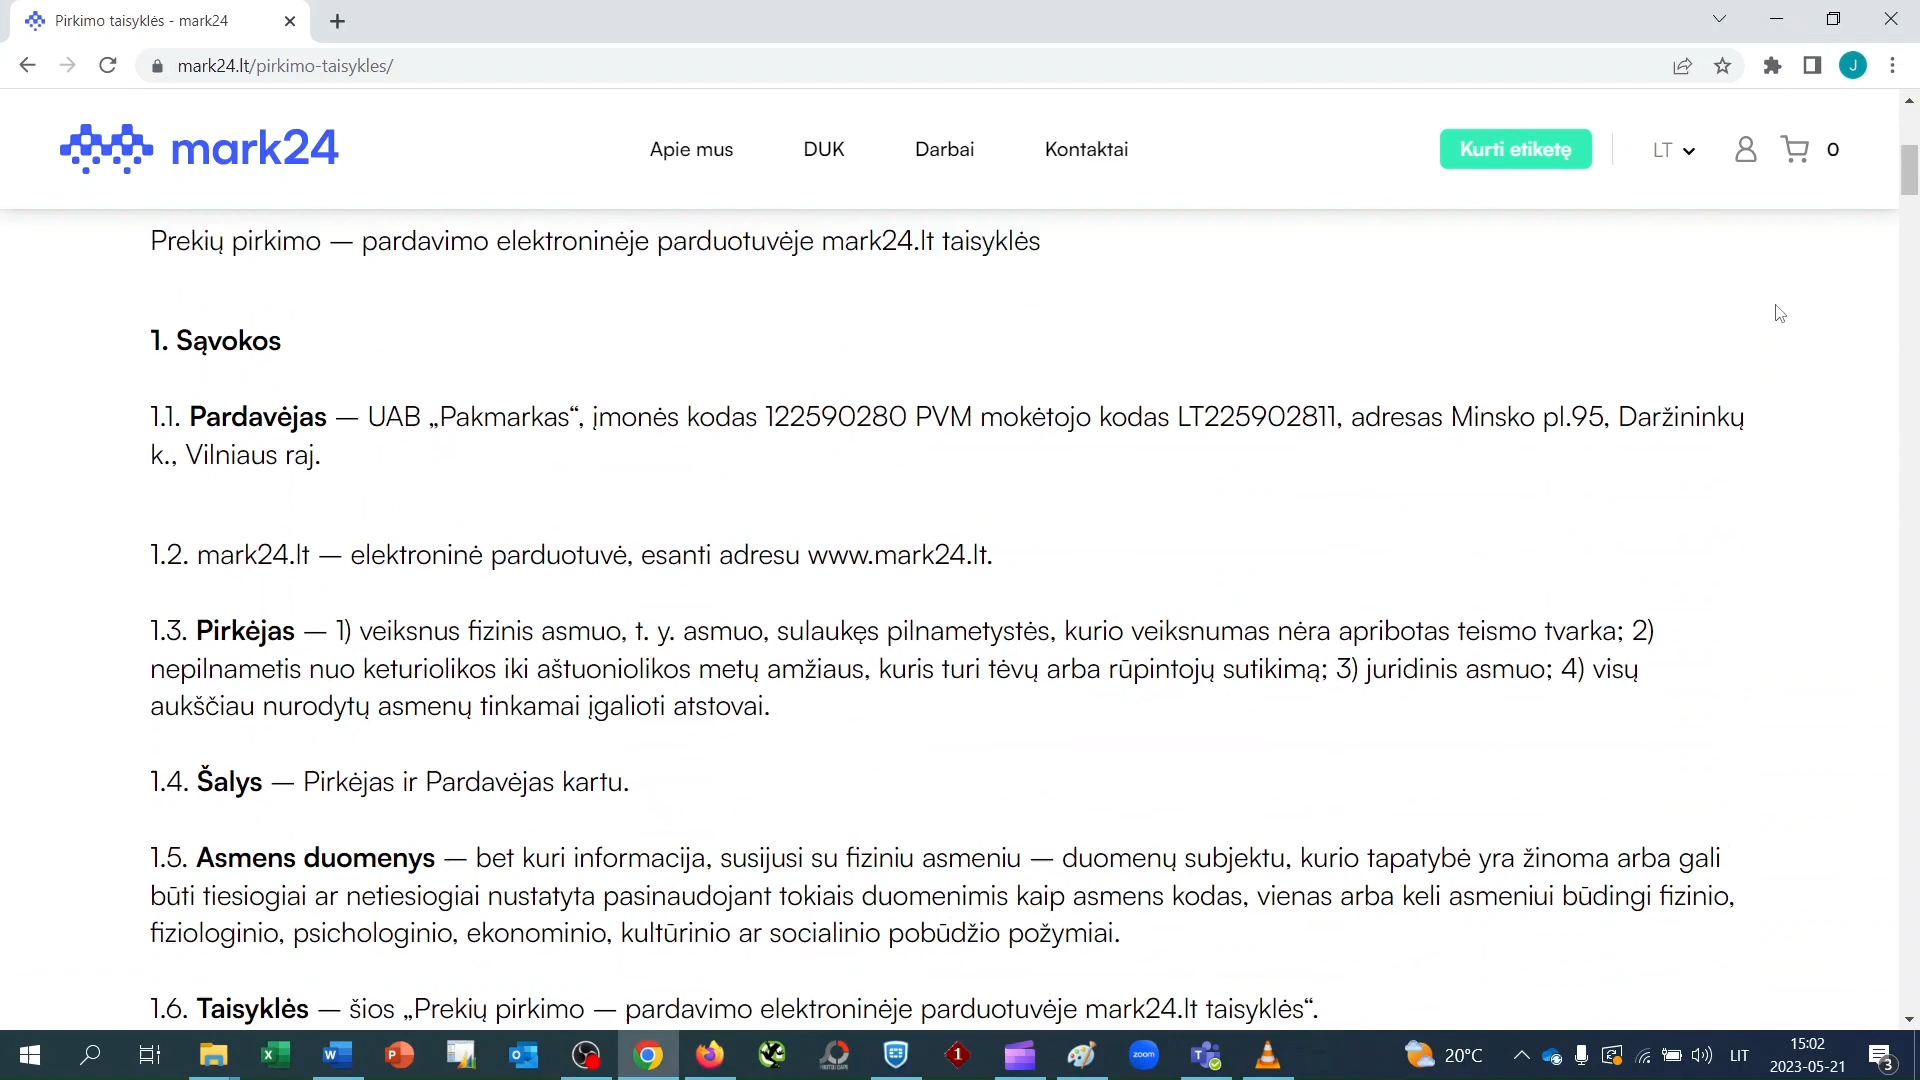 Pirkimo taisyklės - mark24
mark24.lt/pirkimo-taisykles/
J
mark24
Apie mus
DUK
Darbai
Kontaktai
Kurti etiketę
LT
0
Prekių pirkimo — pardavimo elektroninėje parduotuvėje mark24.lt taisyklės
1. Sąvokos
1.1. Pardavėjas — UAB „Pakmarkas“, įmonės kodas 122590280 PVM mokėtojo kodas LT225902811, adresas Minsko pl.95, Daržininkų
k., Vilniaus raj.
1.2. mark24.lt — elektroninė parduotuvė, esanti adresu www.mark24.lt.
1.3. Pirkėjas — 1) veiksnus fizinis asmuo, t. y. asmuo, sulaukęs pilnametystės, kurio veiksnumas nėra apribotas teismo tvarka; 2)
nepilnametis nuo keturiolikos iki aštuoniolikos metų amžiaus, kuris turi tėvų arba rūpintojų sutikimą; 3) juridinis asmuo; 4) visų
aukščiau nurodytų asmenų tinkamai įgalioti atstovai.
1.4. Šalys — Pirkėjas ir Pardavėjas kartu.
1.5. Asmens duomenys — bet kuri informacija, susijusi su fiziniu asmeniu — duomenų subjektu, kurio tapatybė yra žinoma arba gali
būti tiesiogiai ar netiesiogiai nustatyta pasinaudojant tokiais duomenimis kaip asmens kodas, vienas arba keli asmeniui būdingi fizinio,
fiziologinio, psichologinio, ekonominio, kultūrinio ar socialinio pobūdžio požymiai.
1.6. Taisyklės — šios „Prekių pirkimo — pardavimo elektroninėje parduotuvėje mark24.lt taisyklės“.
zoom
20°C
LIT
15:02
2023-05-21
3